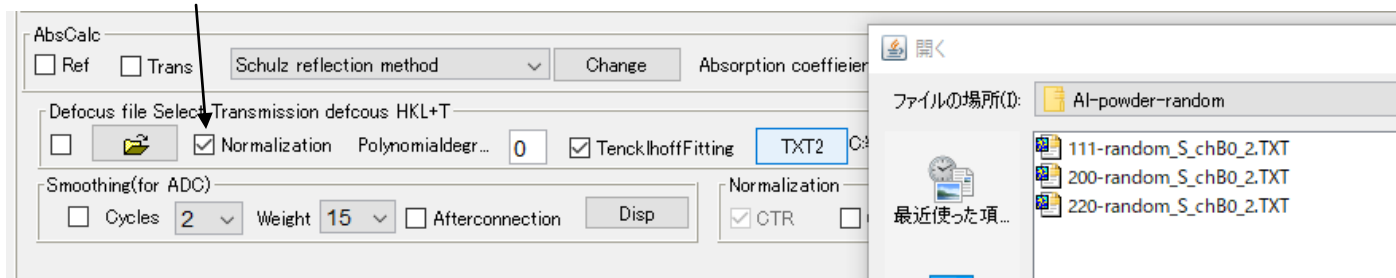 AbsCalc
Ref Trans Schulz reflection method Change Absorption coeffieier
Defocus file Select Transmission defcous HKL+T
Normalization Polynomialdegr... 0 TencklhoffFitting TXT2
Smoothing(for ADC)
Cycles 2 Weight 15 Afterconnection Disp
Normalization
CTR
開く
ファイルの場所(I): Al-powder-random
111-random_S_chB0_2.TXT
200-random_S_chB0_2.TXT
220-random_S_chB0_2.TXT
最近使った項...